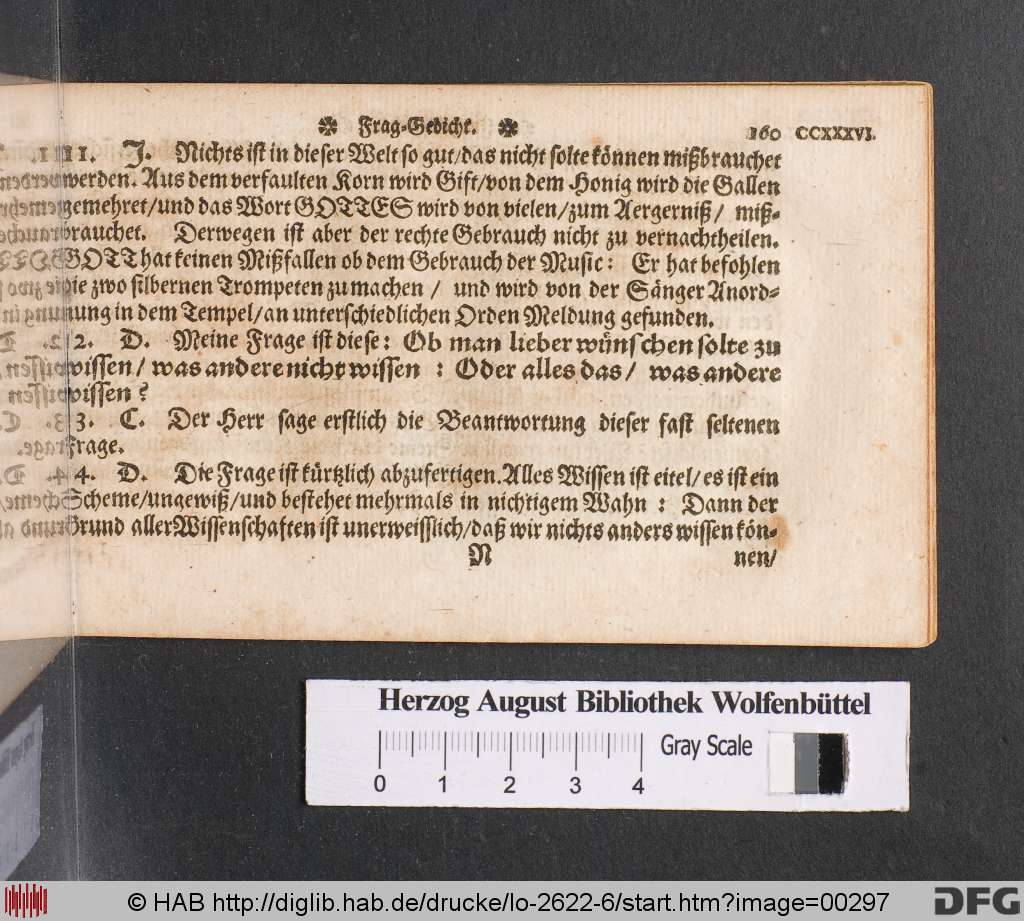 ❋ Frag-Gedicht. ❋ 160 CCXXXVI.
11. J. Nichts ist in dieser Welt so gut/das nicht solte können mißbrauchet
werden. Aus dem verfaulten Korn wird Gift/von dem Honig wird die Gallen
gemehret/und das Wort GOTTES wird von vielen/zum Aergerniß/ miß-
brauchet. Derwegen ist aber der rechte Gebrauch nicht zu vernachtheilen.
GOTT hat keinen Mißfallen ob dem Gebrauch der Music: Er hat befohlen
die zwo silbernen Trompeten zu machen / und wird von der Sänger Anord-
nung in dem Tempel/an unterschiedlichen Orden Meldung gefunden.
2. D. Meine Frage ist diese: Ob man lieber wünschen solte zu
wissen/ was andere nicht wissen : Oder alles das/ was andere
wissen?
3. C. Der Herr sage erstlich die Beantwortung dieser fast seltenen
Frage.
4. D. Die Frage ist kürtzlich abzufertigen. Alles Wissen ist eitel/ es ist ein
Scheme/ungewiß/und bestehet mehrmals in nichtigem Wahn : Dann der
Grund aller Wissenschaften ist unerweisslich/daß wir nichts anders wissen kön-
N nen/
Herzog August Bibliothek Wolfenbüttel
Gray Scale
0 1 2 3 4
© HAB http://diglib.hab.de/drucke/lo-2622-6/start.htm?image=00297
DFG